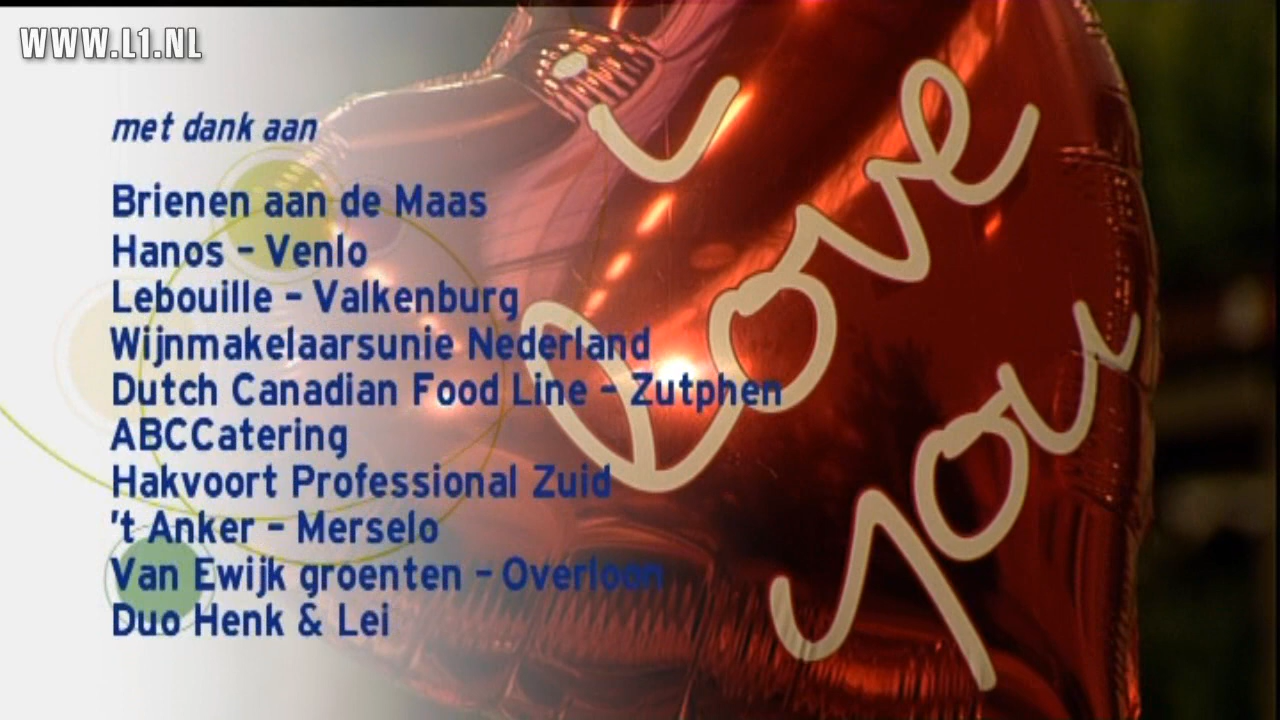 WWW.L1.NL
met dank aan
Brienen aan de Maas
Hanos - Venlo
Lebouille - Valkenburg
Wijnmakelaarsunie Nederland
Dutch Canadian Food Line - Zutphen
ABCCatering
Hakvoort Professional Zuid
't Anker - Merselo
Van Ewijk groenten - Overloon
Duo Henk & Lei
Love
you